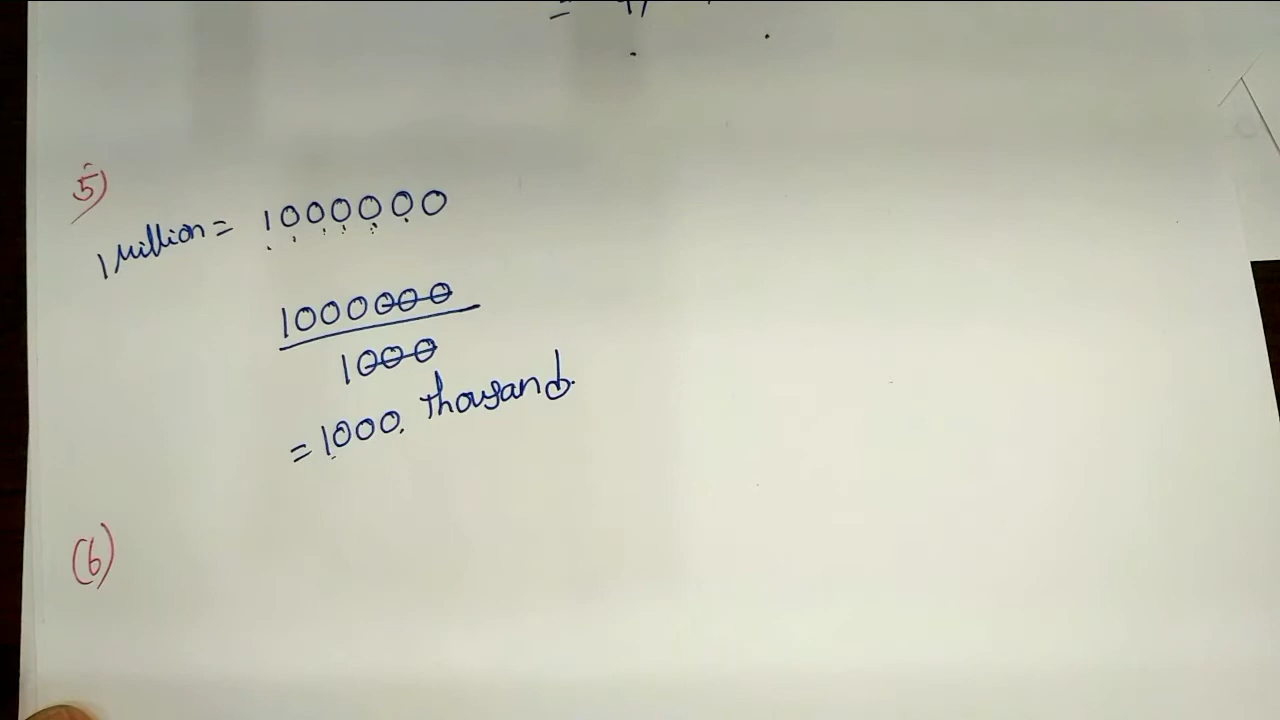 5)
1 Million = 1000000
1000000
1000
= 1000. Thousand.
(6)